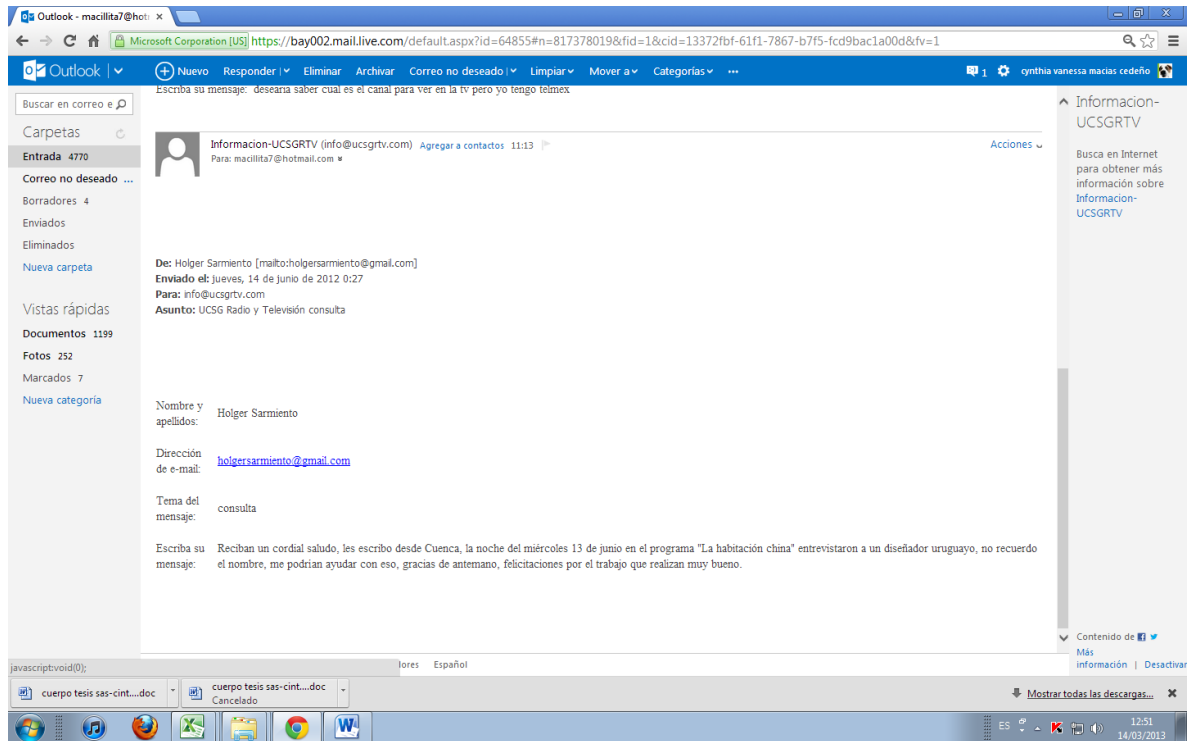 Outlook - macillita7@hot
Microsoft Corporation [US] https://bay002.mail.live.com/default.aspx?id=64855#n=817378019&fid=1&cid=13372fbf-61f1-7867-b7f5-fcd9bac1a00d&fv=1
Outlook
Nuevo Responder Eliminar Archivar Correo no deseado Limpiar Mover a Categorías ... 1 cynthia vanessa macias cedeño
Buscar en correo e
Carpetas
Entrada 4770
Correo no deseado ...
Borradores 4
Enviados
Eliminados
Nueva carpeta
Vistas rápidas
Documentos 1199
Fotos 252
Marcados 7
Nueva categoría
Escriba su mensaje: desearia saber cual es el canal para ver en la tv pero yo tengo telmex
Informacion-UCSGRTV (info@ucsgrtv.com) Agregar a contactos 11:13
Para: macillita7@hotmail.com
Acciones
De: Holger Sarmiento [mailto:holgersarmiento@gmail.com]
Enviado el: jueves, 14 de junio de 2012 0:27
Para: info@ucsgrtv.com
Asunto: UCSG Radio y Televisión consulta
Nombre y
apellidos:
Holger Sarmiento
Dirección
de e-mail:
holgersarmiento@gmail.com
Tema del
mensaje:
consulta
Escriba su
mensaje:
Reciban un cordial saludo, les escribo desde Cuenca, la noche del miércoles 13 de junio en el programa "La habitación china" entrevistaron a un diseñador uruguayo, no recuerdo
el nombre, me podrían ayudar con eso, gracias de antemano, felicitaciones por el trabajo que realizan muy bueno.
Informacion-
UCSGRTV
Busca en Internet
para obtener más
información sobre
Informacion-
UCSGRTV
Contenido de
Más
información | Desactivar
javascript:void(0);
lores Español
cuerpo tesis sas-cint....doc
cuerpo tesis sas-cint....doc
Cancelado
Mostrar todas las descargas...
ES
12:51
14/03/2013